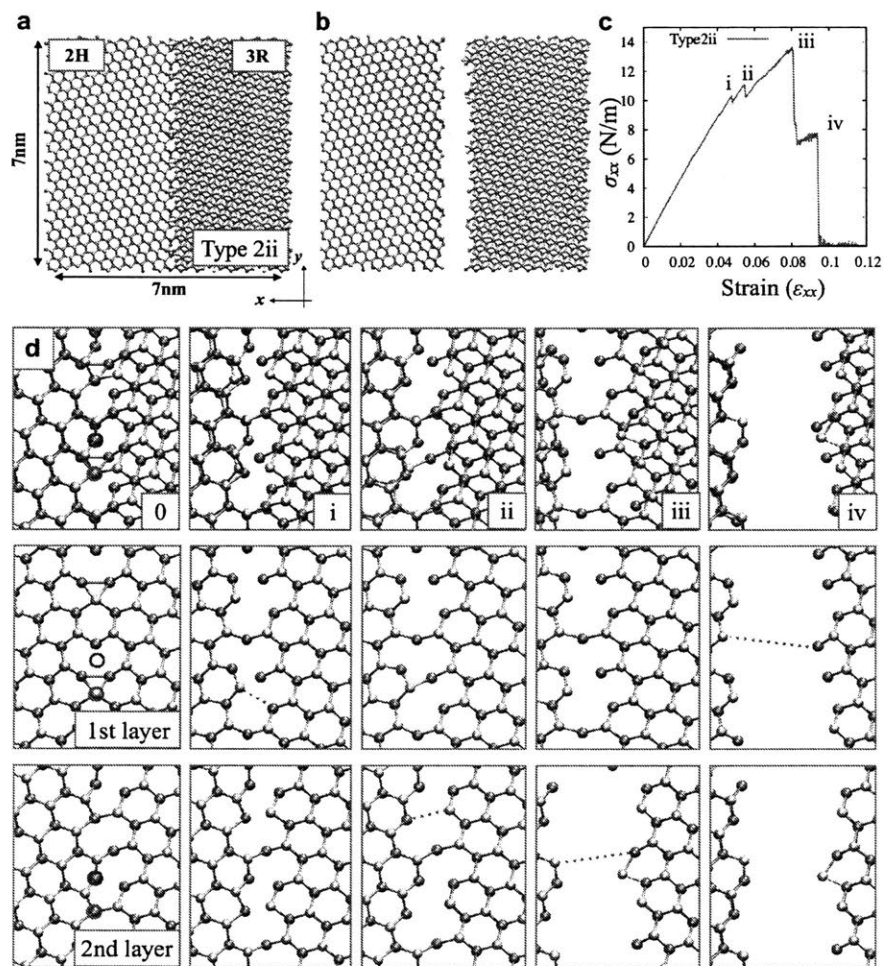 a
2H
3R
7nm
Type 2ii
7nm
x
y
b
c
σxx (N/m)
14
12
10
8
6
4
2
0
Type2ii
i
ii
iii
iv
0
0.02
0.04
0.06
0.08
0.1
0.12
Strain (εxx)
d
0
i
ii
iii
iv
1st layer
2nd layer